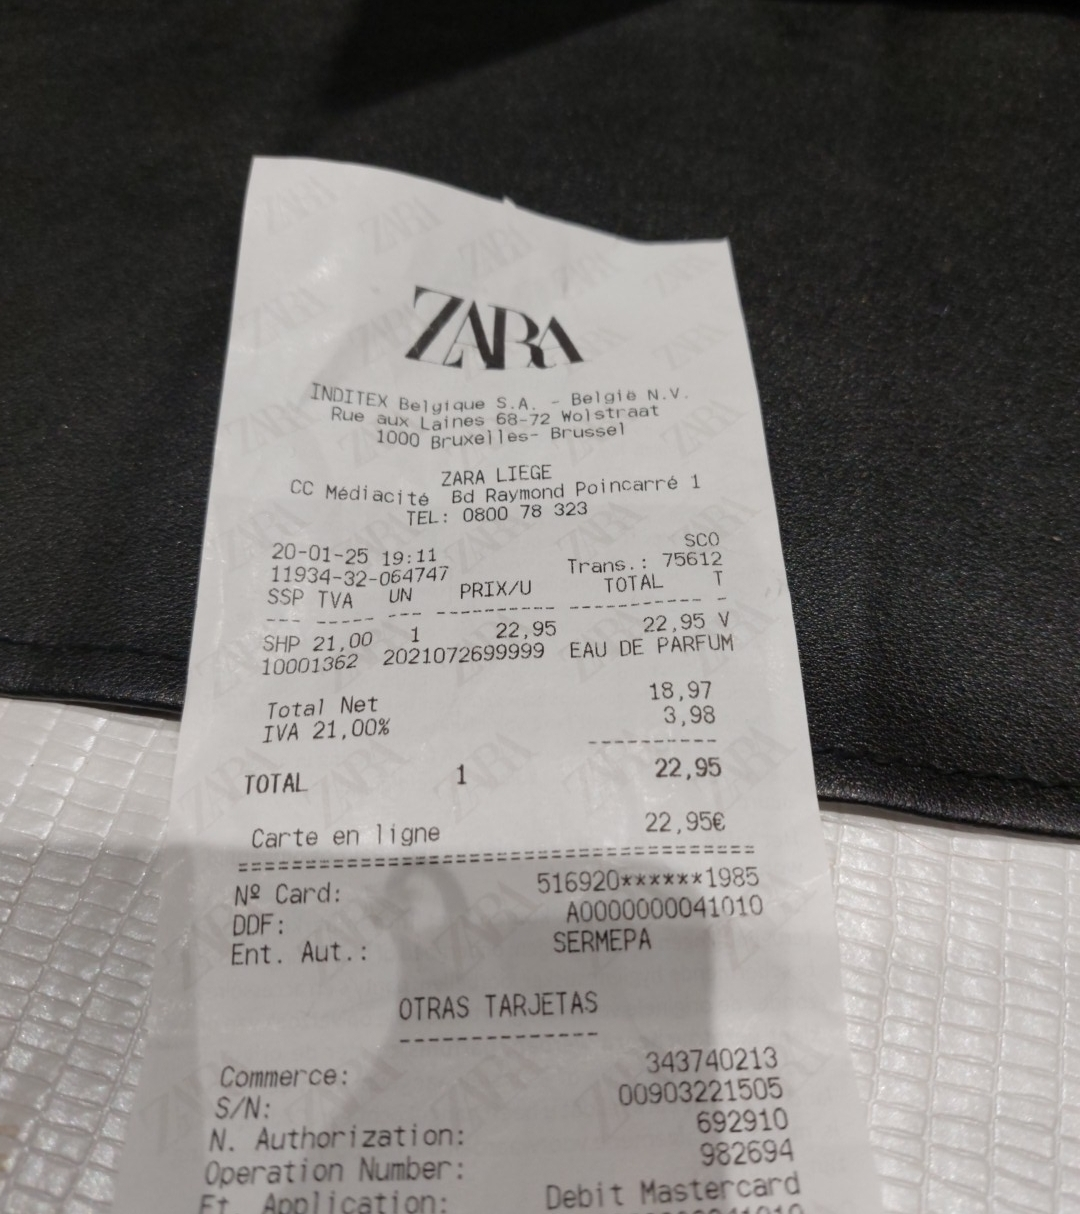 ZARA
INDITEX Belgique S.A. - Belgie N.V.
Rue aux Laines 68-72 Wolstraat
1000 Bruxelles- Brussel
ZARA LIEGE
CC Médiacité Bd Raymond Poincarré 1
TEL: 0800 78 323
SCO
20-01-25 19:11 Trans.: 75612
11934-32-064747
SSP TVA UN PRIX/U TOTAL T
--- ----- --- ---------- ---------- -
SHP 21,00 1 22,95 22,95 V
10001362 2021072699999 EAU DE PARFUM
Total Net 18,97
IVA 21,00% 3,98
----------
TOTAL 1 22,95
Carte en ligne 22,95€
========================================
Nº Card: 516920******1985
DDF: A0000000041010
Ent. Aut.: SERMEPA
OTRAS TARJETAS
--------------
Commerce: 343740213
S/N: 00903221505
N. Authorization: 692910
Operation Number: 982694
Et. Application: Debit Mastercard